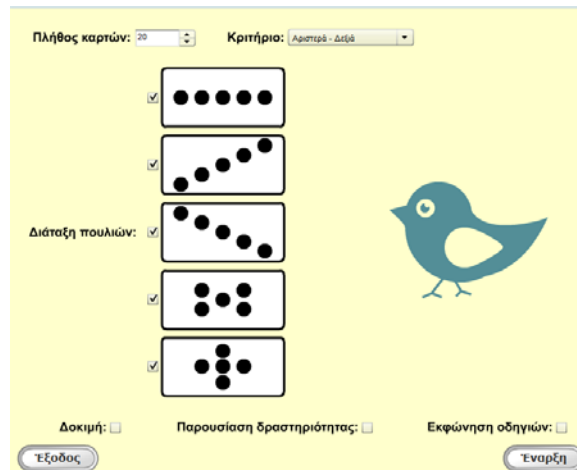 Πλήθος καρτών: 20 Κριτήριο: Αριστερά - Δεξιά
Διάταξη πουλιών:
Δοκιμή: Παρουσίαση δραστηριότητας: Εκφώνηση οδηγιών:
Έξοδος Έναρξη